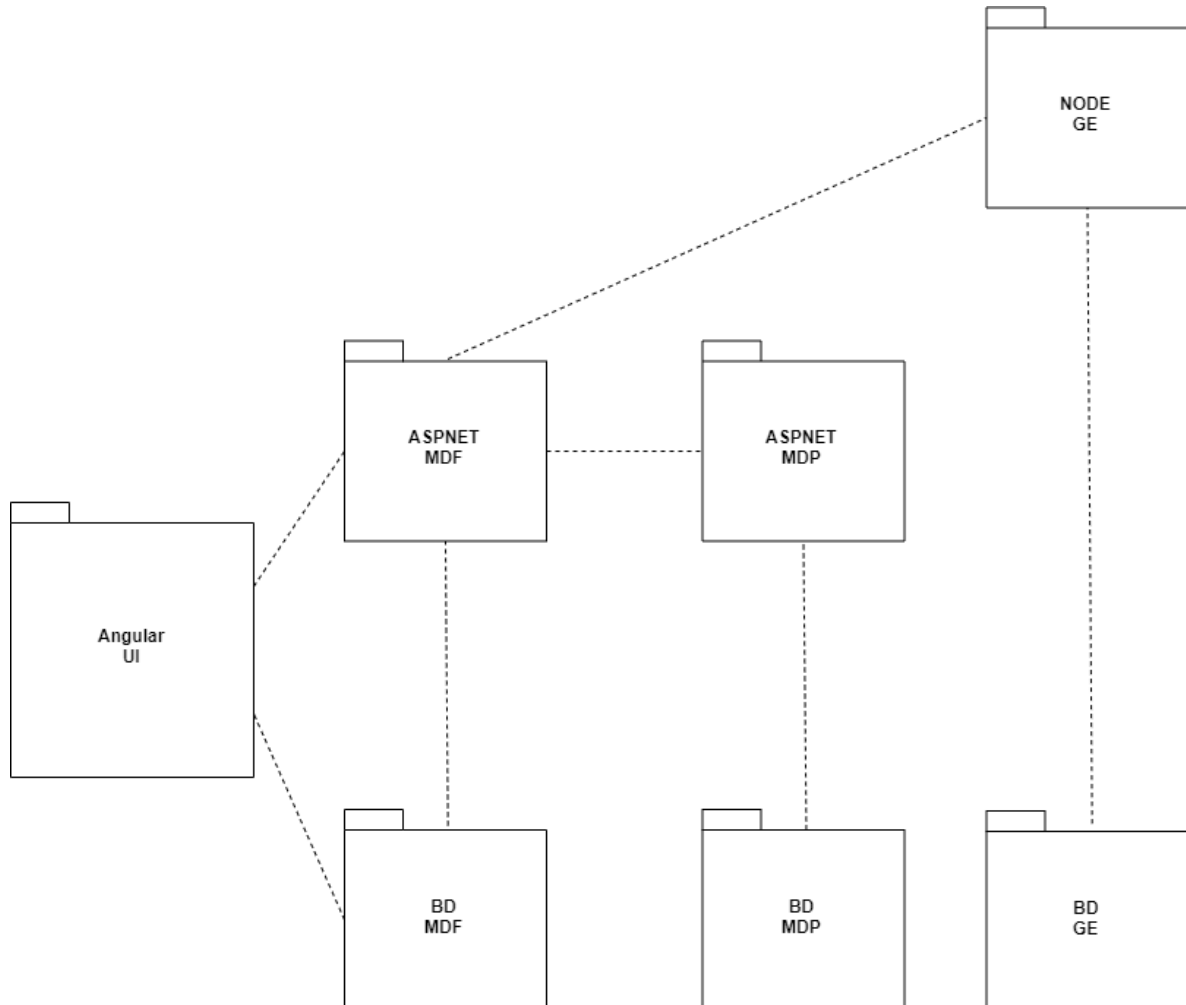 NODE
GE
ASPNET
MDF
ASPNET
MDP
Angular
UI
BD
MDF
BD
MDP
BD
GE